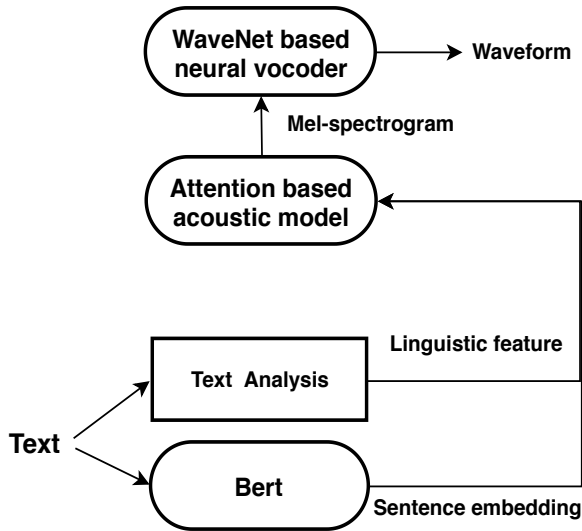 WaveNet based
neural vocoder
Waveform
Mel-spectrogram
Attention based
acoustic model
Linguistic feature
Text Analysis
Text
Bert
Sentence embedding